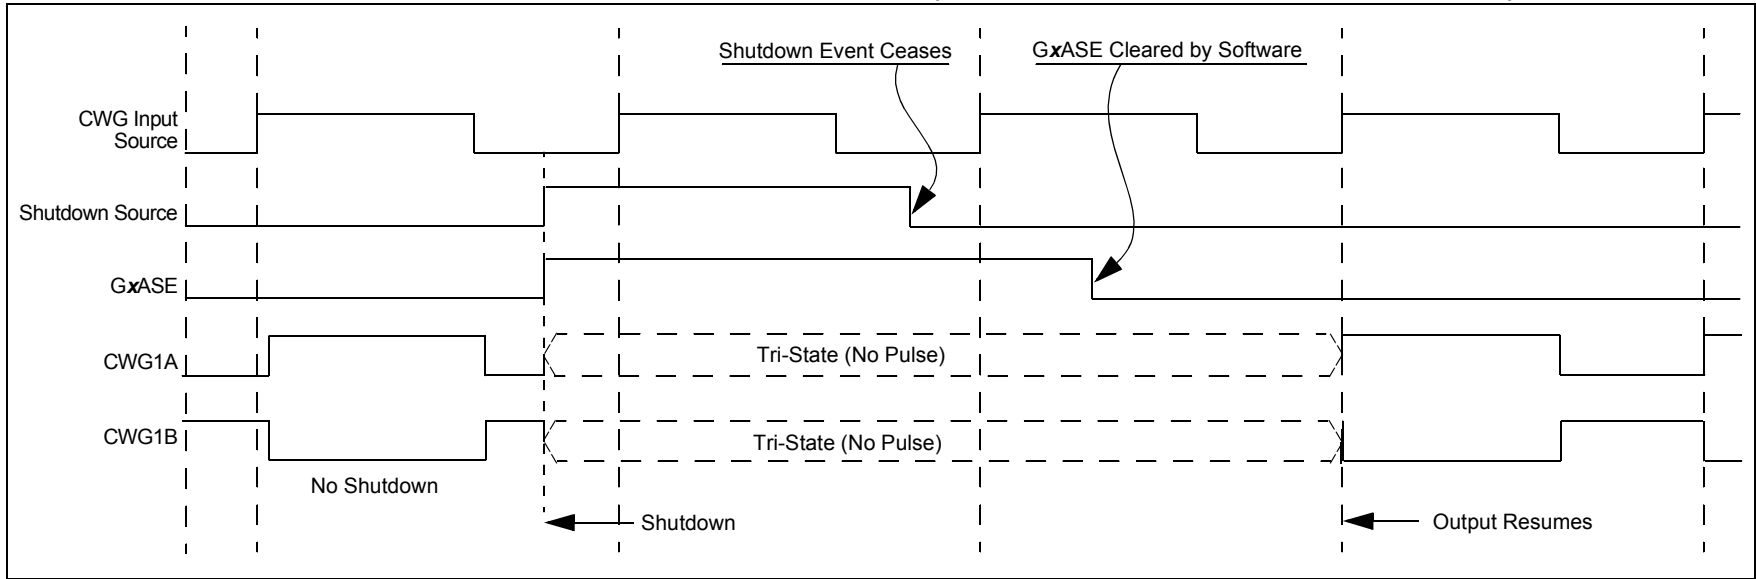 Shutdown Event Ceases
GxASE Cleared by Software
CWG Input
Source
Shutdown Source
GxASE
CWG1A
Tri-State (No Pulse)
CWG1B
Tri-State (No Pulse)
No Shutdown
Shutdown
Output Resumes